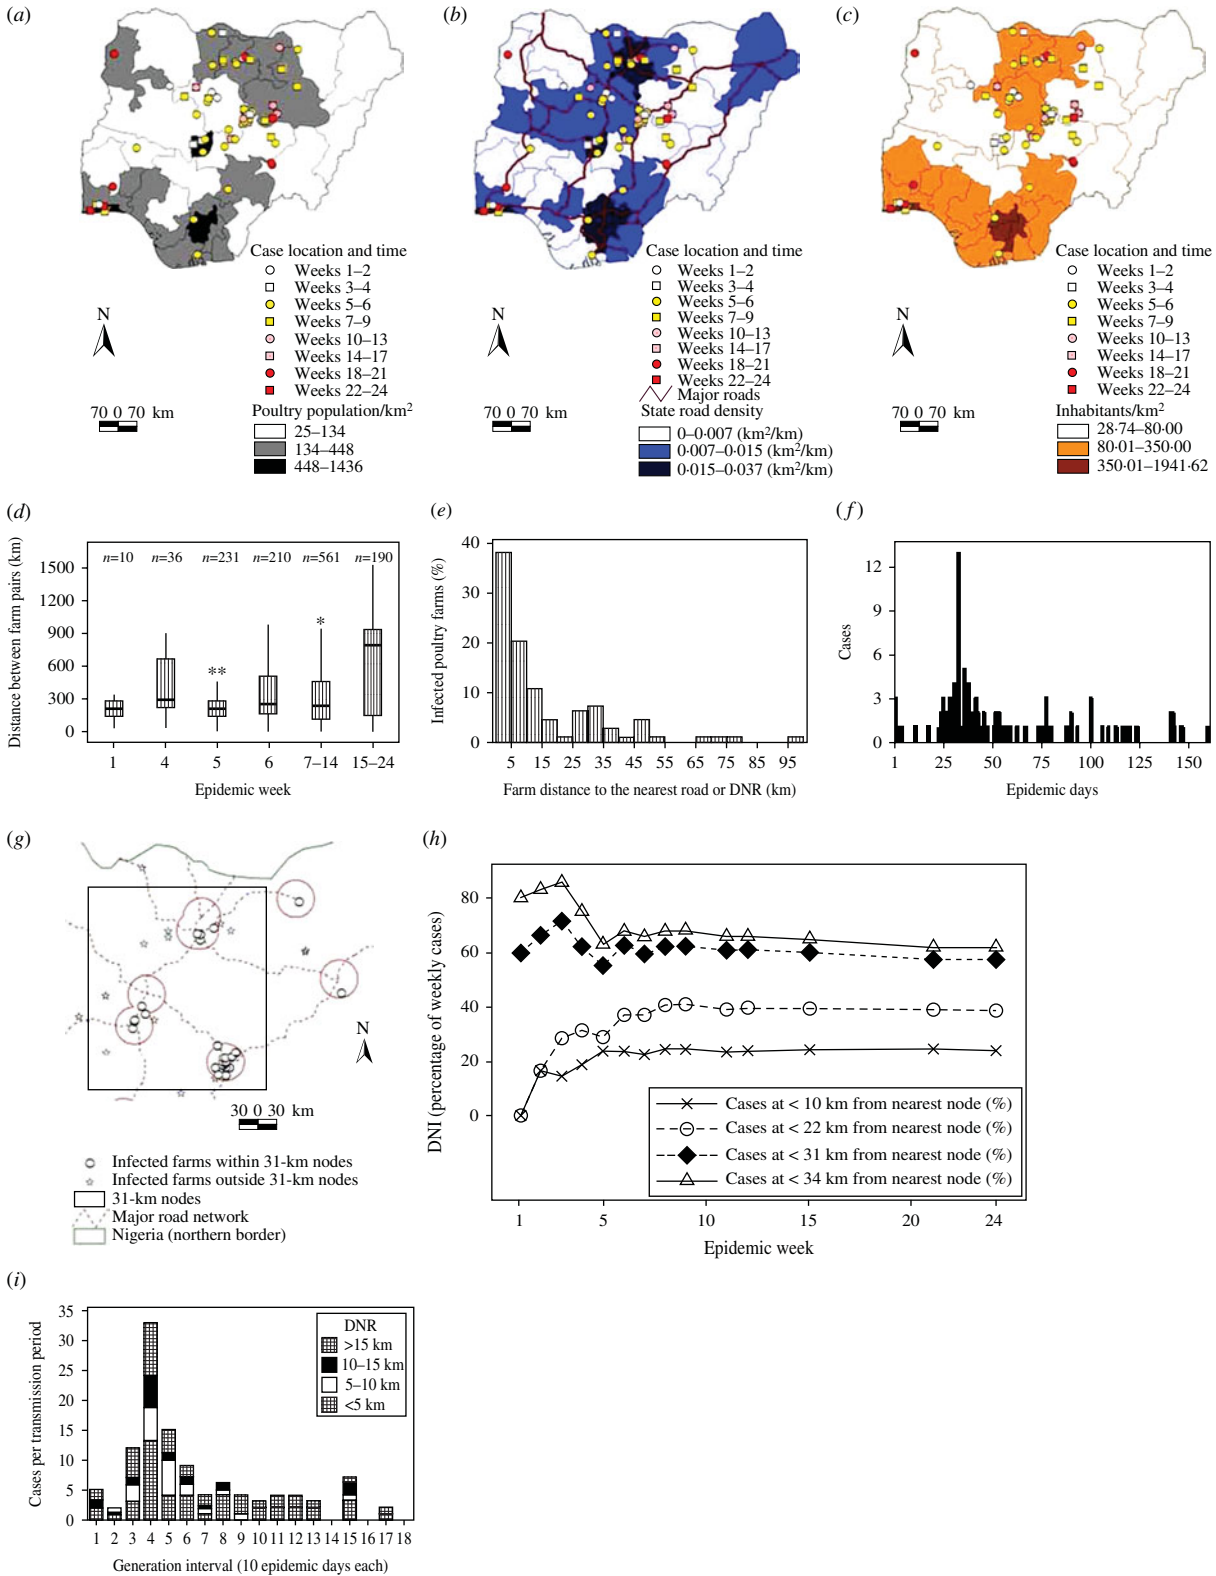 (a)
N
70 0 70 km
Case location and time
Weeks 1–2
Weeks 3–4
Weeks 5–6
Weeks 7–9
Weeks 10–13
Weeks 14–17
Weeks 18–21
Weeks 22–24
Poultry population/km²
25–134
134–448
448–1436
(b)
N
70 0 70 km
Case location and time
Weeks 1–2
Weeks 3–4
Weeks 5–6
Weeks 7–9
Weeks 10–13
Weeks 14–17
Weeks 18–21
Weeks 22–24
Major roads
State road density
0–0·007 (km²/km)
0·007–0·015 (km²/km)
0·015–0·037 (km²/km)
(c)
N
70 0 70 km
Case location and time
Weeks 1–2
Weeks 3–4
Weeks 5–6
Weeks 7–9
Weeks 10–13
Weeks 14–17
Weeks 18–21
Weeks 22–24
Inhabitants/km²
28·74–80·00
80·01–350·00
350·01–1941·62
(d)
Distance between farm pairs (km)
1500
1200
900
600
300
0
n=10 n=36 n=231 n=210 n=561 n=190
**
*
1 4 5 6 7–14 15–24
Epidemic week
(e)
Infected poultry farms (%)
40
30
20
10
0
5 15 25 35 45 55 65 75 85 95
Farm distance to the nearest road or DNR (km)
(f)
Cases
12
9
6
3
0
1 25 50 75 100 125 150
Epidemic days
(g)
N
30 0 30 km
Infected farms within 31-km nodes
Infected farms outside 31-km nodes
31-km nodes
Major road network
Nigeria (northern border)
(h)
DNI (percentage of weekly cases)
80
60
40
20
0
Cases at < 10 km from nearest node (%)
Cases at < 22 km from nearest node (%)
Cases at < 31 km from nearest node (%)
Cases at < 34 km from nearest node (%)
1 5 10 15 20 24
Epidemic week
(i)
Cases per transmission period
35
30
25
20
15
10
5
0
DNR
>15 km
10–15 km
5–10 km
<5 km
1 2 3 4 5 6 7 8 9 10 11 12 13 14 15 16 17 18
Generation interval (10 epidemic days each)